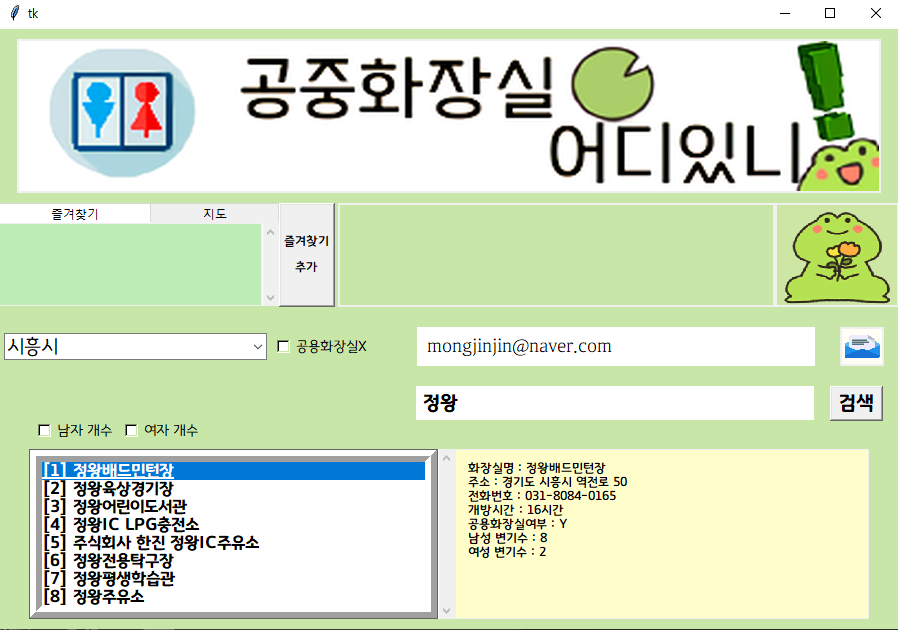 tk
공중화장실
어디있니
즐겨찾기
지도
즐겨찾기
추가
시흥시
공용화장실X
mongjinjin@naver.com
정왕
검색
남자 개수
여자 개수
[1] 정왕배드민턴장
[2] 정왕육상경기장
[3] 정왕어린이도서관
[4] 정왕IC LPG충전소
[5] 주식회사 한진 정왕IC주유소
[6] 정왕전용탁구장
[7] 정왕평생학습관
[8] 정왕주유소
화장실명 : 정왕배드민턴장
주소 : 경기도 시흥시 역전로 50
전화번호 : 031-8084-0165
개방시간 : 16시간
공용화장실여부 : Y
남성 변기수 : 8
여성 변기수 : 2